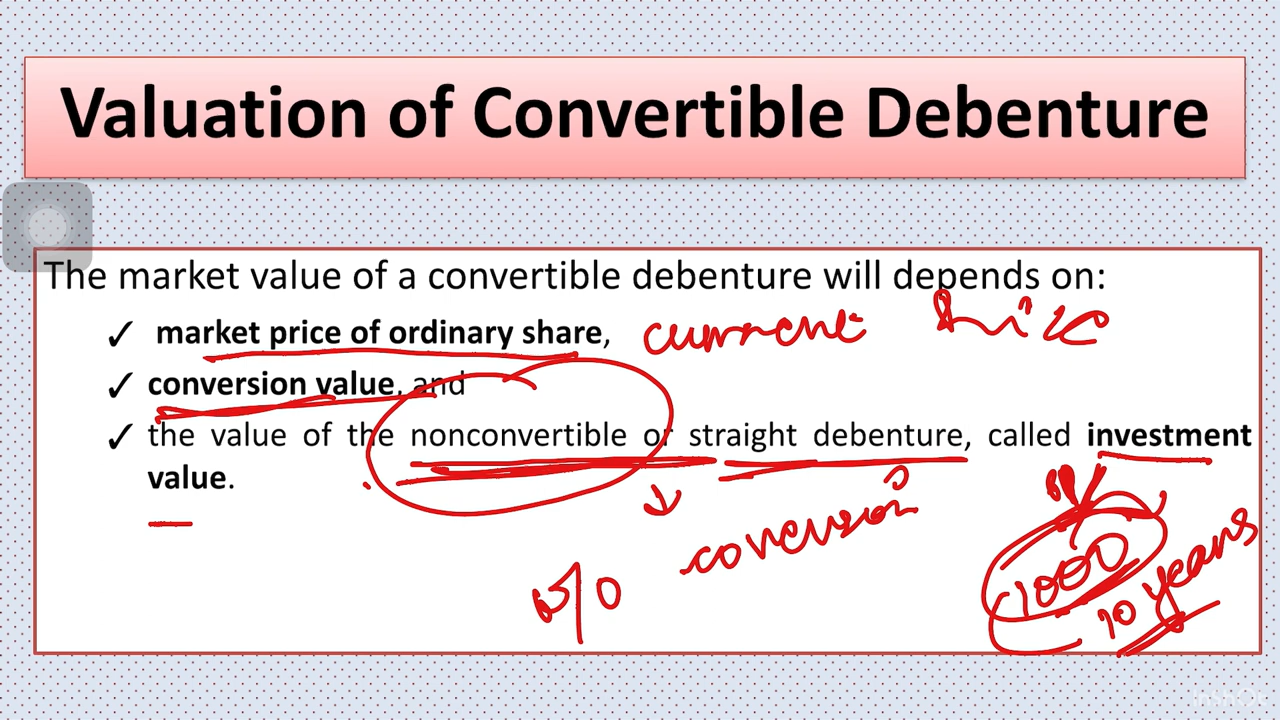 Valuation of Convertible Debenture
The market value of a convertible debenture will depends on:
✓ market price of ordinary share, current price
✓ conversion value, and
✓ the value of the nonconvertible or straight debenture, called investment
value.
w/o conversion
1000
10 years
InShOt